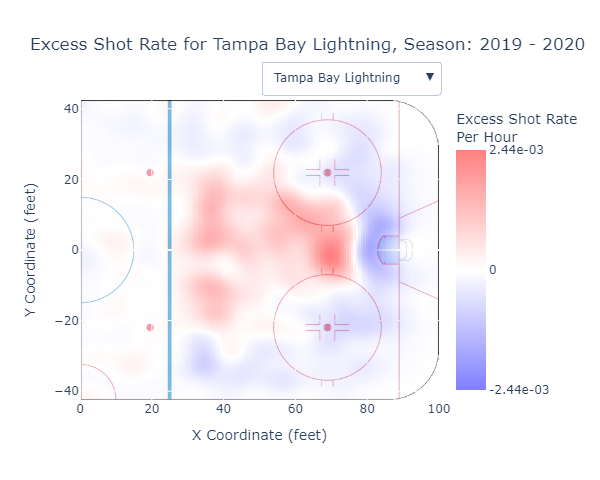 Excess Shot Rate for Tampa Bay Lightning, Season: 2019 - 2020
Tampa Bay Lightning ▼
Excess Shot Rate
Per Hour
2.44e-03
0
−2.44e-03
40
20
0
−20
−40
Y Coordinate (feet)
0 20 40 60 80 100
X Coordinate (feet)